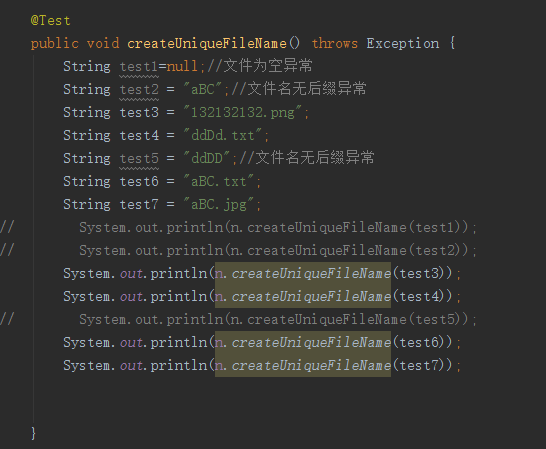 @Test
public void createUniqueFileName() throws Exception {
String test1=null;//文件为空异常
String test2 = "aBC";//文件名无后缀异常
String test3 = "132132132.png";
String test4 = "ddDd.txt";
String test5 = "ddDD";//文件名无后缀异常
String test6 = "aBC.txt";
String test7 = "aBC.jpg";
// System.out.println(n.createUniqueFileName(test1));
// System.out.println(n.createUniqueFileName(test2));
System.out.println(n.createUniqueFileName(test3));
System.out.println(n.createUniqueFileName(test4));
// System.out.println(n.createUniqueFileName(test5));
System.out.println(n.createUniqueFileName(test6));
System.out.println(n.createUniqueFileName(test7));
}